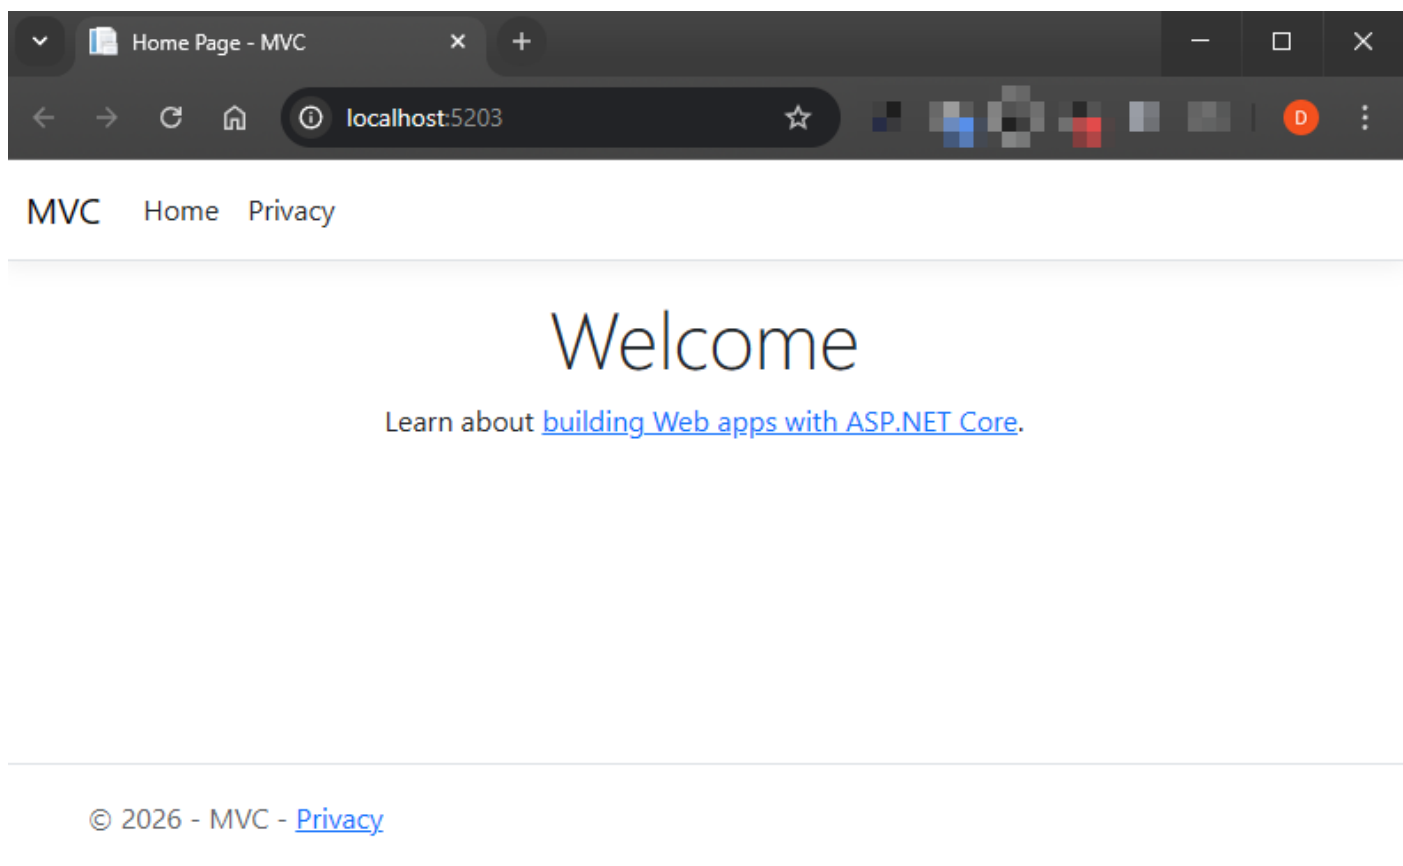 Home Page - MVC
localhost:5203
D
MVC Home Privacy
Welcome
Learn about building Web apps with ASP.NET Core.
© 2026 - MVC - Privacy